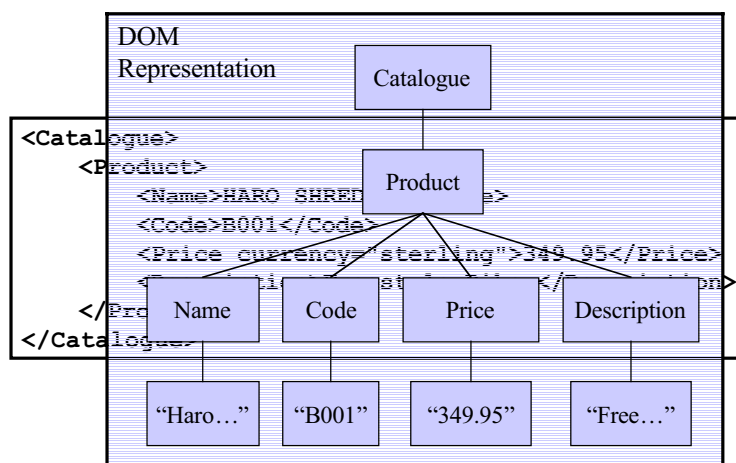 DOM
Representation
Catalogue
<Catalogue>
<Product>
Product
<Name>HARO SHRED
<Code>B001</Code>
<Price currency="sterling">349.95</Price>
Name
Code
Price
Description
</Catalogue>
“Haro…”
“B001”
“349.95”
“Free…”